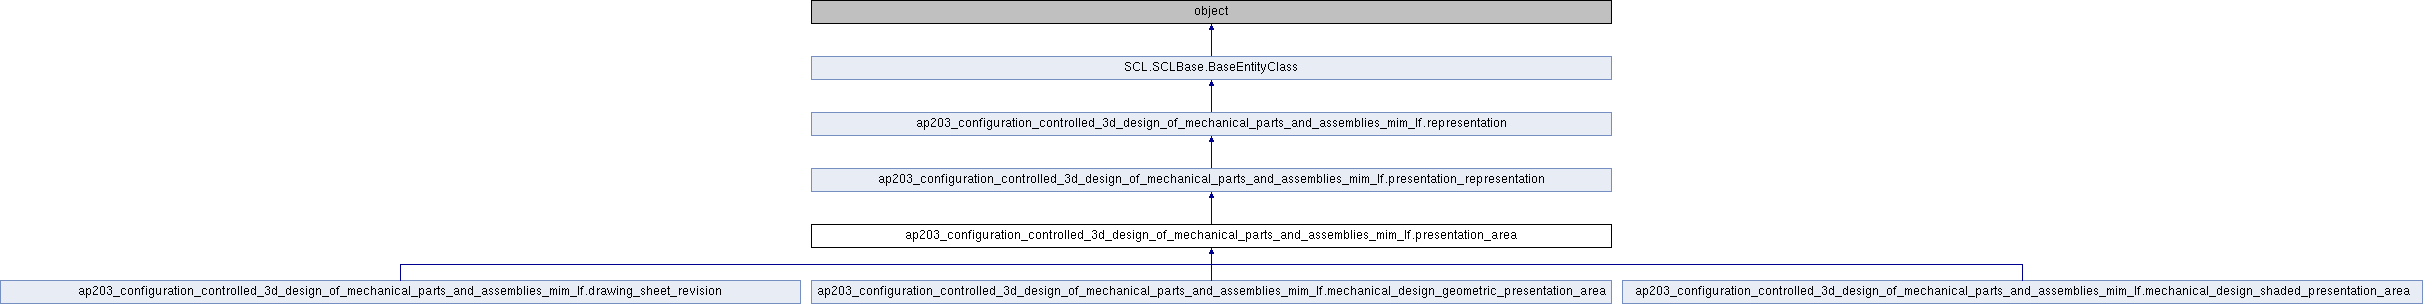 object
SCL.SCLBase.BaseEntityClass
ap203_configuration_controlled_3d_design_of_mechanical_parts_and_assemblies_mim_lf.representation
ap203_configuration_controlled_3d_design_of_mechanical_parts_and_assemblies_mim_lf.presentation_representation
ap203_configuration_controlled_3d_design_of_mechanical_parts_and_assemblies_mim_lf.presentation_area
ap203_configuration_controlled_3d_design_of_mechanical_parts_and_assemblies_mim_lf.drawing_sheet_revision
ap203_configuration_controlled_3d_design_of_mechanical_parts_and_assemblies_mim_lf.mechanical_design_geometric_presentation_area
ap203_configuration_controlled_3d_design_of_mechanical_parts_and_assemblies_mim_lf.mechanical_design_shaded_presentation_area